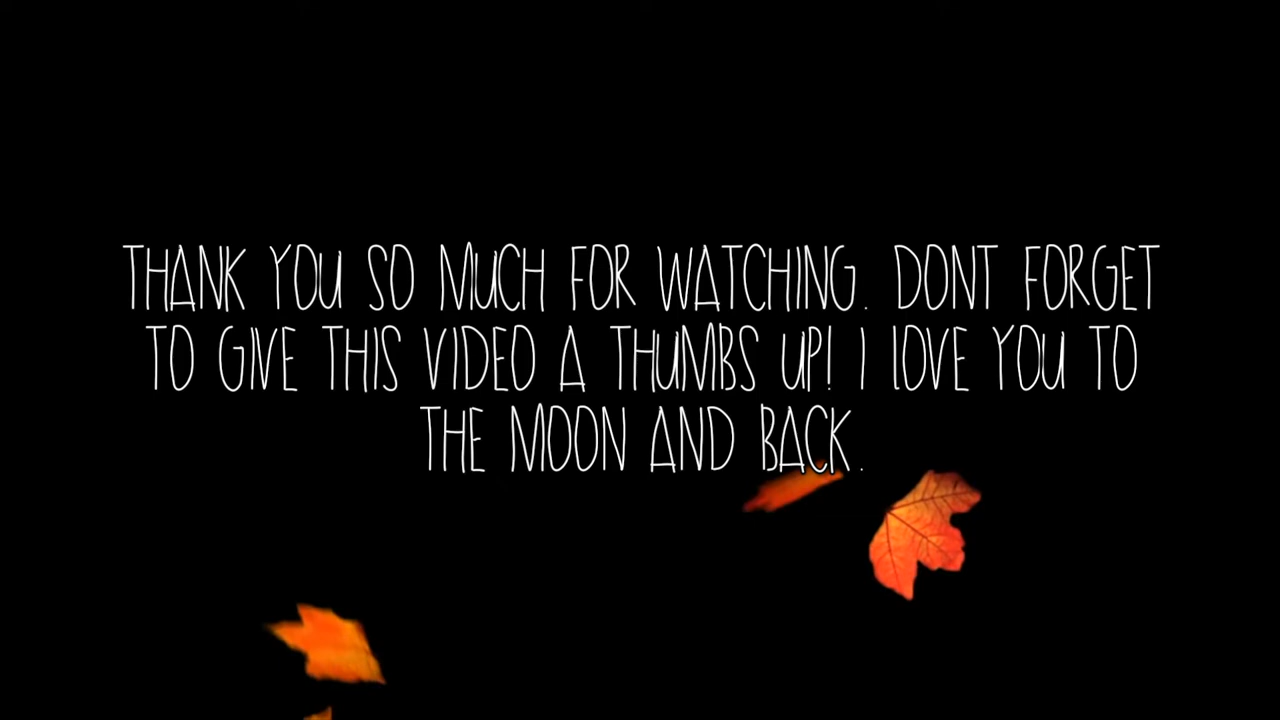 THANK YOU SO MUCH FOR WATCHING. DONT FORGET
TO GIVE THIS VIDEO A THUMBS UP! I LOVE YOU TO
THE MOON AND BACK.